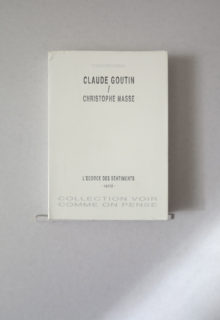 CLAUDE GOUTIN
/
CHRISTOPHE MASSE
L'ECORCE DES SENTIMENTS
COLLECTION VOIR
COMME ON PENSE